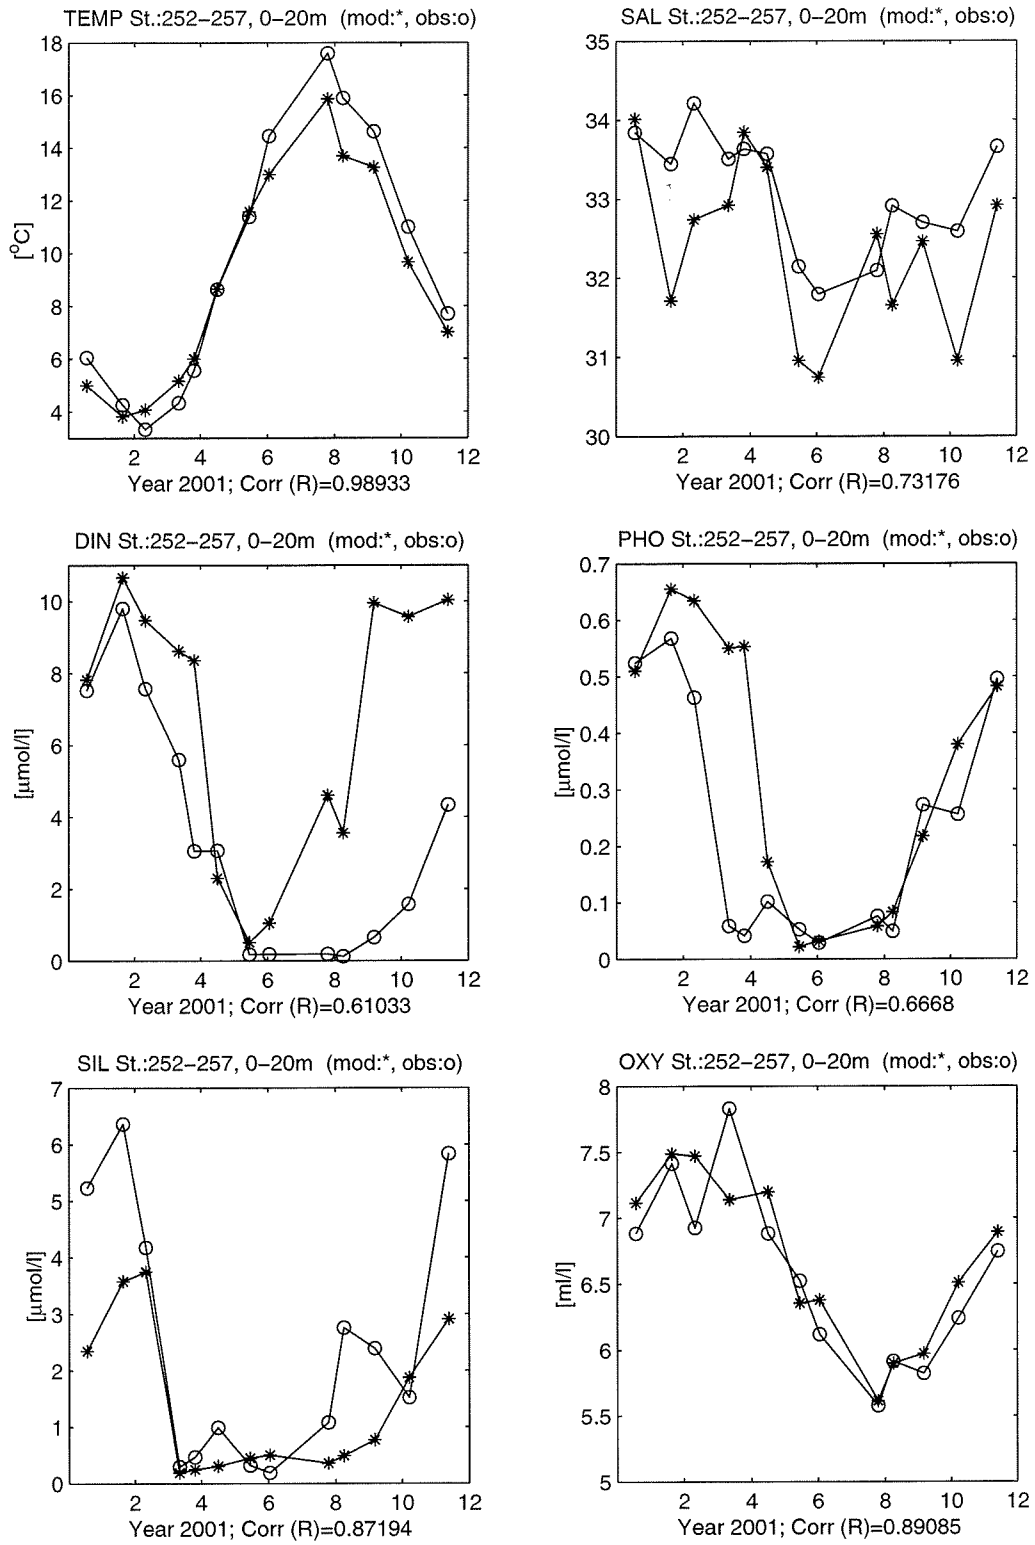 TEMP St.:252−257, 0−20m (mod:*, obs:o)
18
16
14
12
10
8
6
4
[°C]
2 4 6 8 10 12
Year 2001; Corr (R)=0.98933
SAL St.:252−257, 0−20m (mod:*, obs:o)
35
34
33
32
31
30
2 4 6 8 10 12
Year 2001; Corr (R)=0.73176
DIN St.:252−257, 0−20m (mod:*, obs:o)
10
8
6
4
2
0
[µmol/l]
2 4 6 8 10 12
Year 2001; Corr (R)=0.61033
PHO St.:252−257, 0−20m (mod:*, obs:o)
0.7
0.6
0.5
0.4
0.3
0.2
0.1
0
[µmol/l]
2 4 6 8 10 12
Year 2001; Corr (R)=0.6668
SIL St.:252−257, 0−20m (mod:*, obs:o)
7
6
5
4
3
2
1
0
[µmol/l]
2 4 6 8 10 12
Year 2001; Corr (R)=0.87194
OXY St.:252−257, 0−20m (mod:*, obs:o)
8
7.5
7
6.5
6
5.5
5
[ml/l]
2 4 6 8 10 12
Year 2001; Corr (R)=0.89085